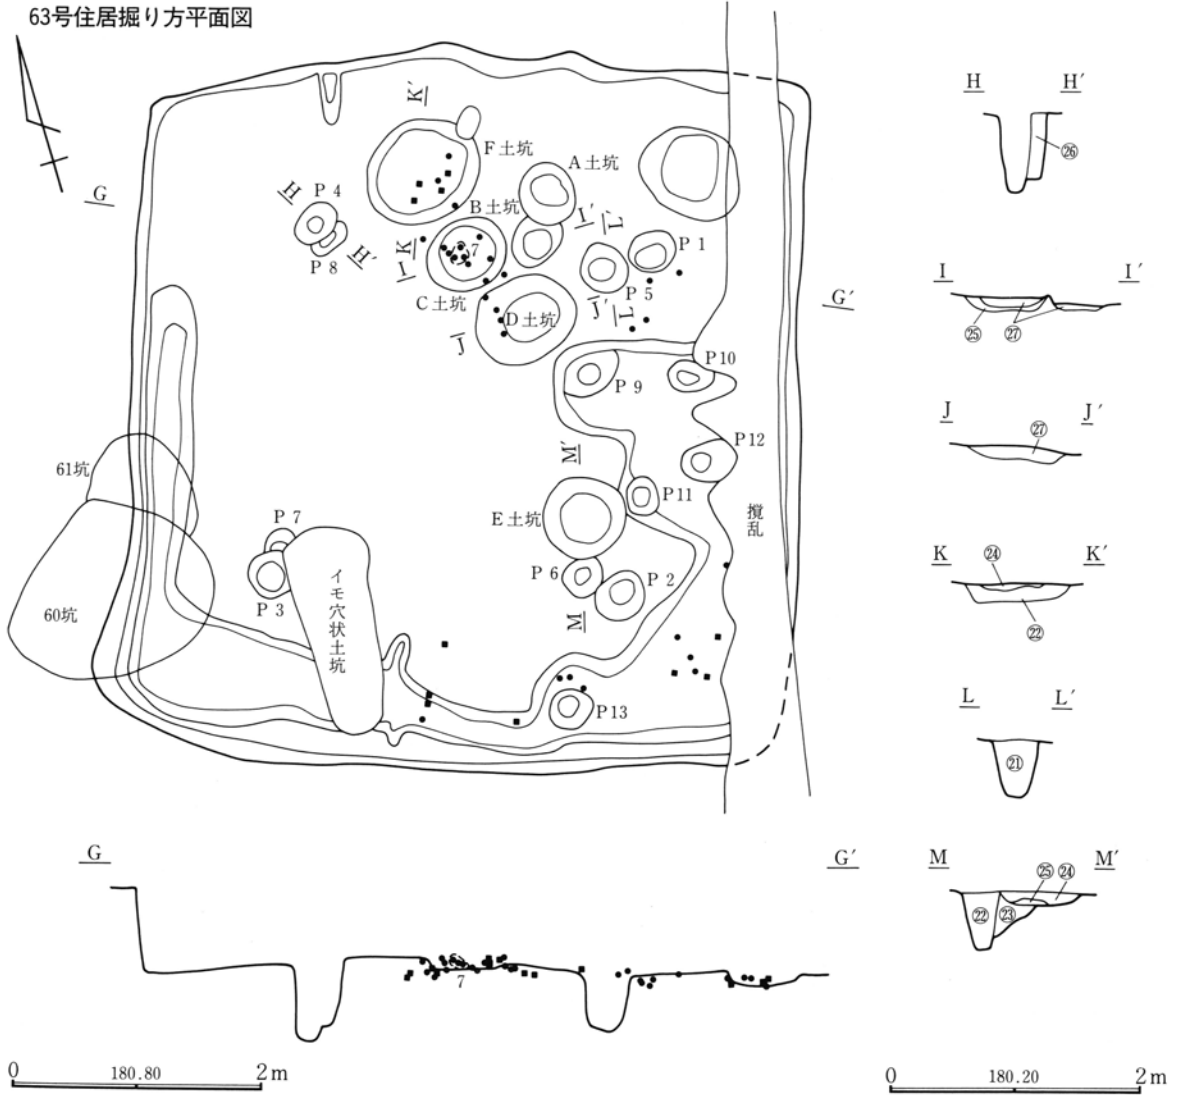 63号住居掘り方平面図
K′
F土坑
A土坑
G
H
P 4
B土坑
I′
L′
P 1
K
7
H′
P 8
I
P 5
G′
C土坑
J′
L
D土坑
J
P10
P 9
P12
M′
61坑
P11
E土坑
攪乱
P 7
P 6
P 2
イモ穴状土坑
P 3
60坑
M
P13
H H′
㉖
I I′
㉕ ㉗
J J′
㉗
K K′
㉔
㉒
L L′
㉑
M M′
㉕ ㉔
㉒ ㉓
G G′
7
0 180.80 2m
0 180.20 2m